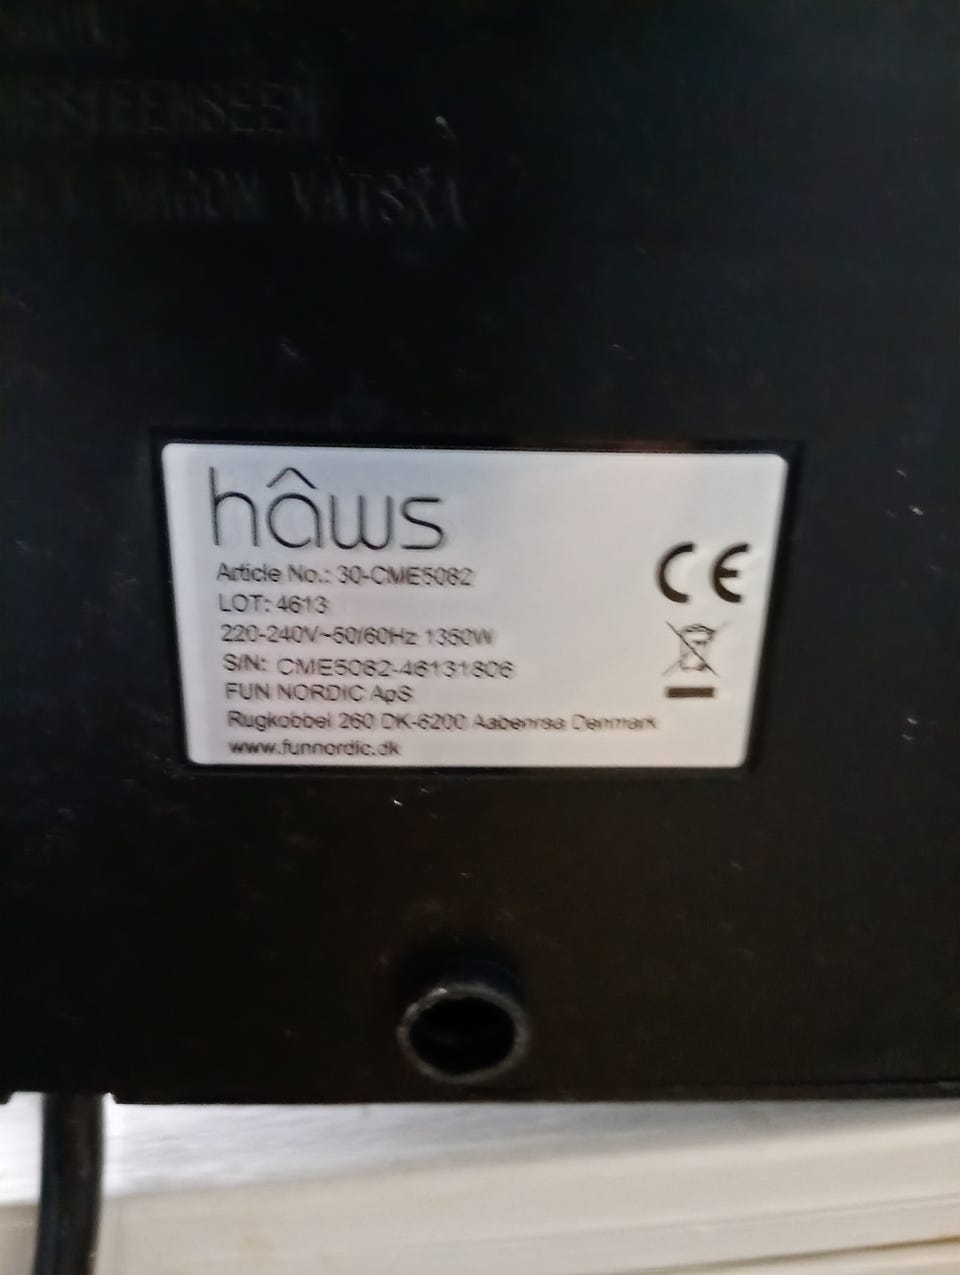 VÄTSKA
hâws
Article No.: 30-CME5082
LOT: 4613
220-240V~50/60Hz 1350W
S/N: CME5082-46131806
FUN NORDIC ApS
Rugkobbel 260 DK-6200 Aabenraa Denmark
www.funnordic.dk
CE